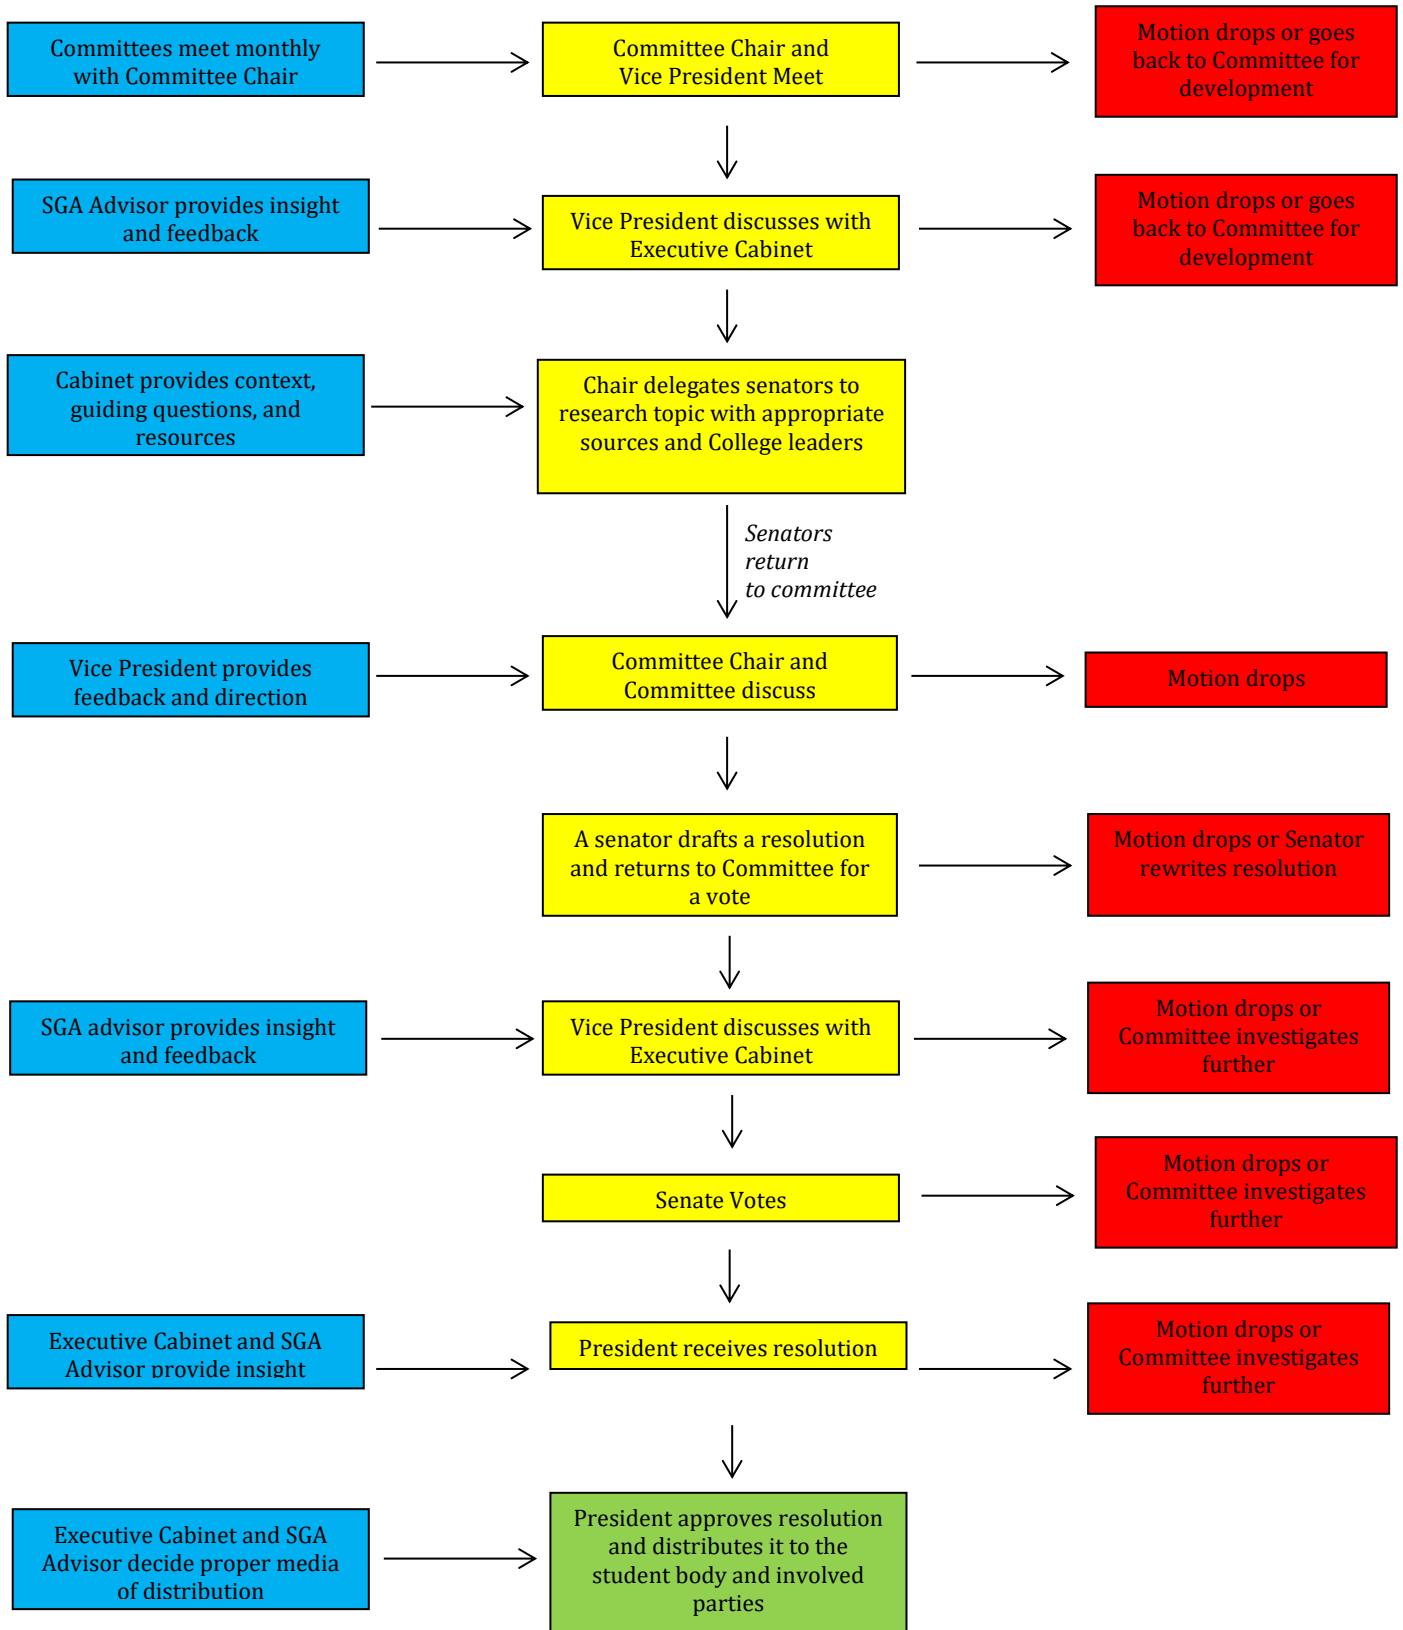 Committees meet monthly
with Committee Chair
Committee Chair and
Vice President Meet
Motion drops or goes
back to Committee for
development
SGA Advisor provides insight
and feedback
Vice President discusses with
Executive Cabinet
Motion drops or goes
back to Committee for
development
Cabinet provides context,
guiding questions, and
resources
Chair delegates senators to
research topic with appropriate
sources and College leaders
Senators
return
to committee
Vice President provides
feedback and direction
Committee Chair and
Committee discuss
Motion drops
A senator drafts a resolution
and returns to Committee for
a vote
Motion drops or Senator
rewrites resolution
SGA advisor provides insight
and feedback
Vice President discusses with
Executive Cabinet
Motion drops or
Committee investigates
further
Senate Votes
Motion drops or
Committee investigates
further
Executive Cabinet and SGA
Advisor provide insight
President receives resolution
Motion drops or
Committee investigates
further
Executive Cabinet and SGA
Advisor decide proper media
of distribution
President approves resolution
and distributes it to the
student body and involved
parties